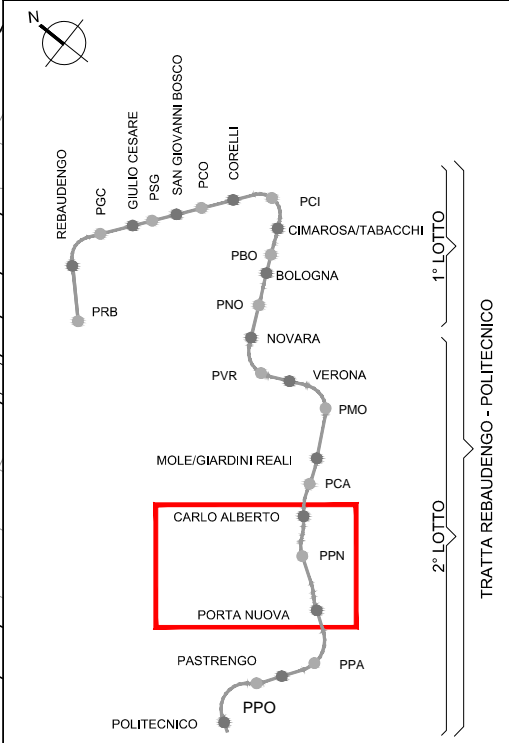 N
REBAUDENGO
PGC
GIULIO CESARE
PSG
SAN GIOVANNI BOSCO
PCO
CORELLI
PCI
CIMAROSA/TABACCHI
PBO
BOLOGNA
PNO
PRB
NOVARA
PVR
VERONA
PMO
MOLE/GIARDINI REALI
PCA
CARLO ALBERTO
PPN
PORTA NUOVA
PASTRENGO
PPA
PPO
POLITECNICO
1° LOTTO
2° LOTTO
TRATTA REBAUDENGO - POLITECNICO